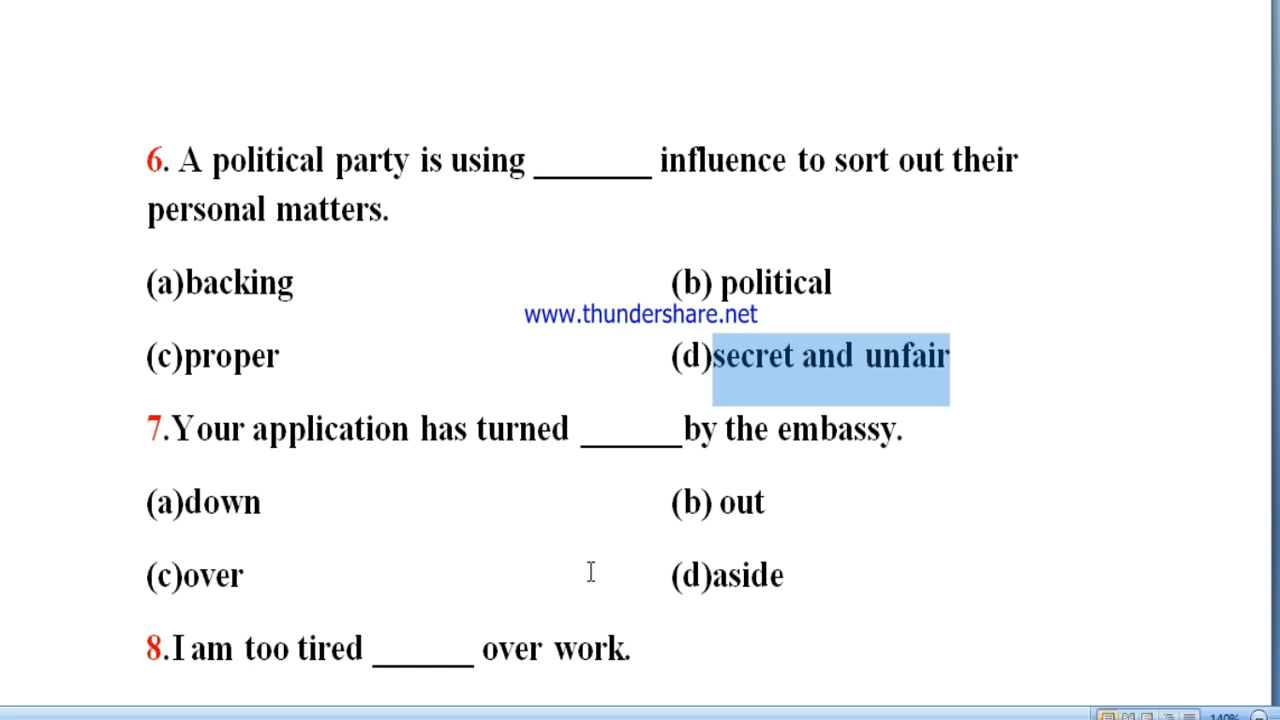 6. A political party is using _______ influence to sort out their
personal matters.
(a)backing (b) political
www.thundershare.net
(c)proper (d)secret and unfair
7.Your application has turned ______by the embassy.
(a)down (b) out
(c)over (d)aside
8.I am too tired ______ over work.
140%